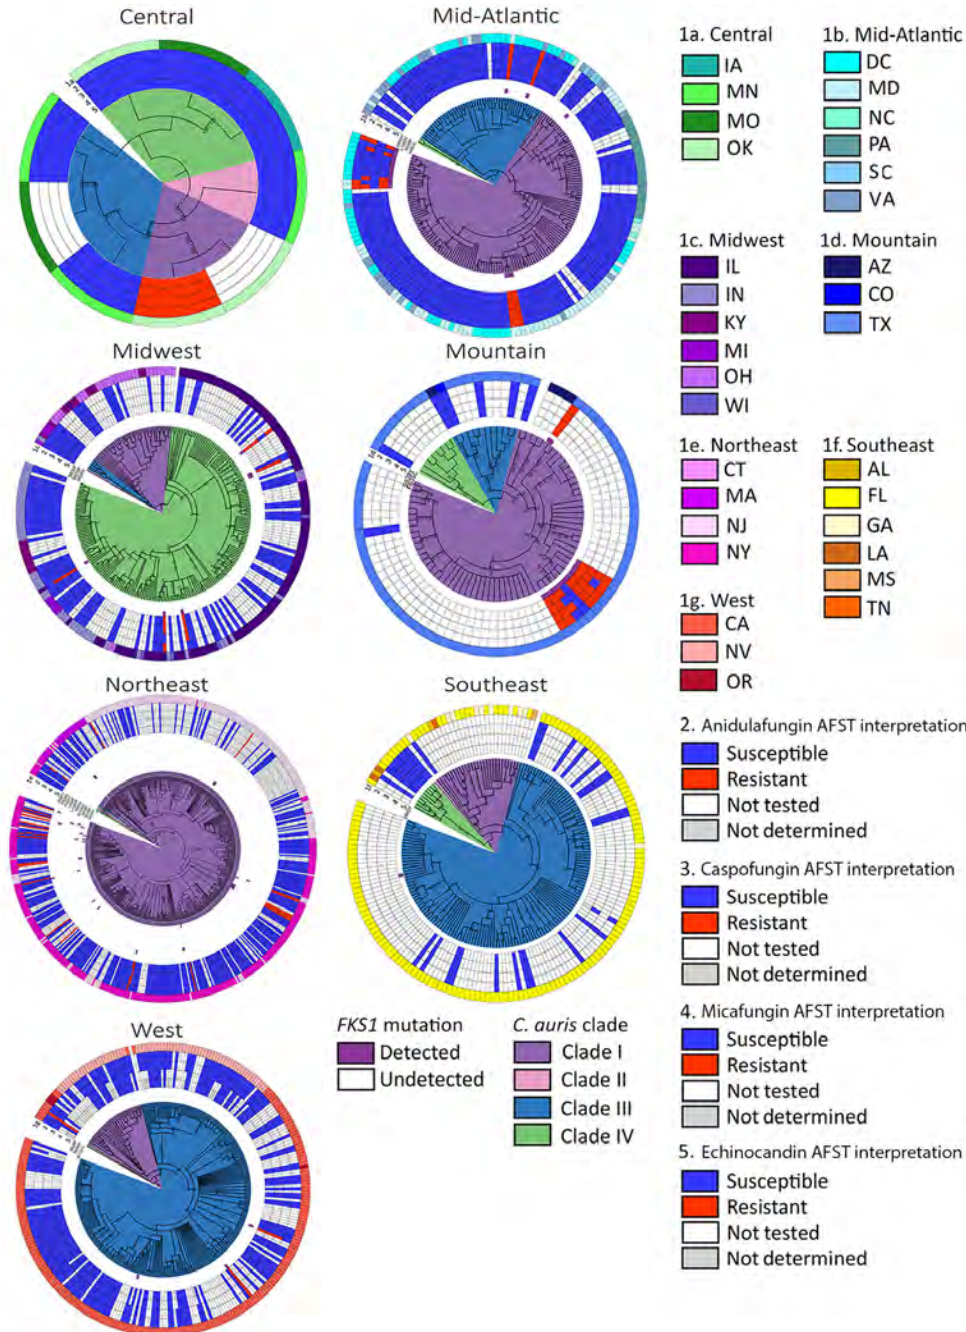 Central
Mid-Atlantic
1a. Central
IA
MN
MO
OK
1b. Mid-Atlantic
DC
MD
NC
PA
SC
VA
1c. Midwest
IL
IN
KY
MI
OH
WI
1d. Mountain
AZ
CO
TX
Midwest
Mountain
1e. Northeast
CT
MA
NJ
NY
1f. Southeast
AL
FL
GA
LA
MS
TN
1g. West
CA
NV
OR
Northeast
Southeast
2. Anidulafungin AFST interpretation
Susceptible
Resistant
Not tested
Not determined
3. Caspofungin AFST interpretation
Susceptible
Resistant
Not tested
Not determined
4. Micafungin AFST interpretation
Susceptible
Resistant
Not tested
Not determined
5. Echinocandin AFST interpretation
Susceptible
Resistant
Not tested
Not determined
West
FKS1 mutation
Detected
Undetected
C. auris clade
Clade I
Clade II
Clade III
Clade IV